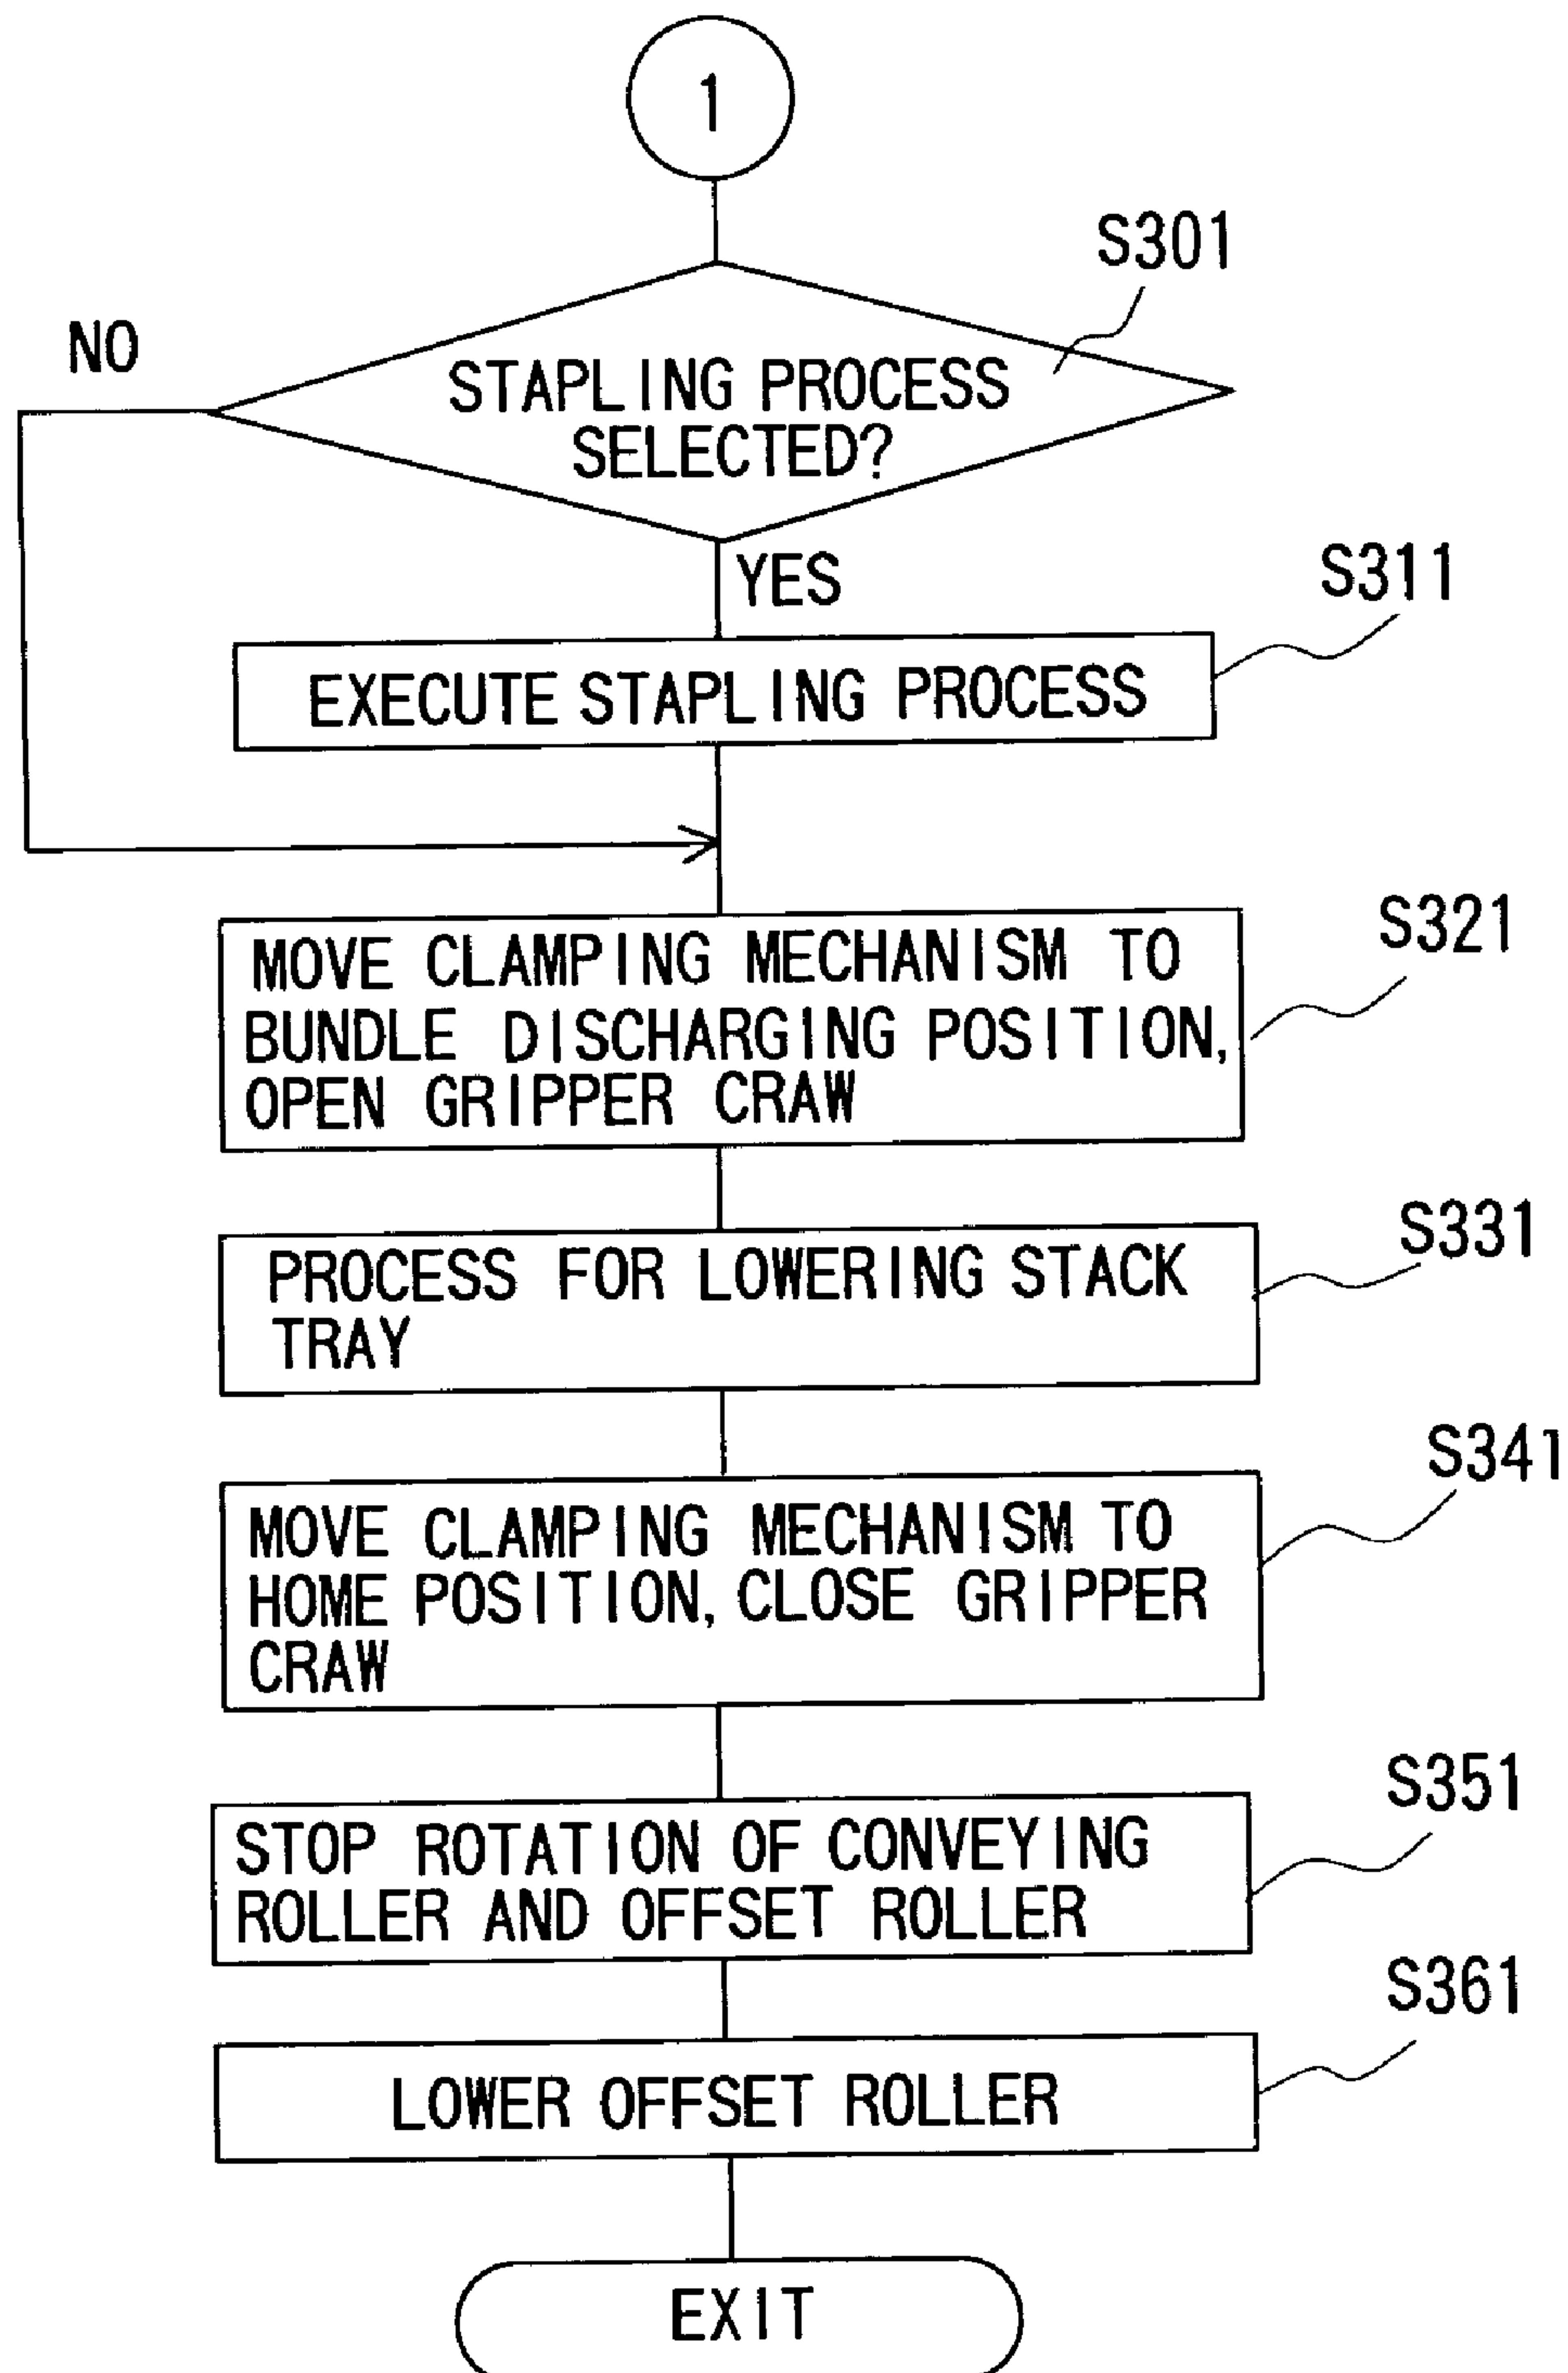 1
S301
NO
STAPLING PROCESS
SELECTED?
YES
S311
EXECUTE STAPLING PROCESS
S321
MOVE CLAMPING MECHANISM TO
BUNDLE DISCHARGING POSITION,
OPEN GRIPPER CRAW
S331
PROCESS FOR LOWERING STACK
TRAY
S341
MOVE CLAMPING MECHANISM TO
HOME POSITION, CLOSE GRIPPER
CRAW
S351
STOP ROTATION OF CONVEYING
ROLLER AND OFFSET ROLLER
S361
LOWER OFFSET ROLLER
EXIT